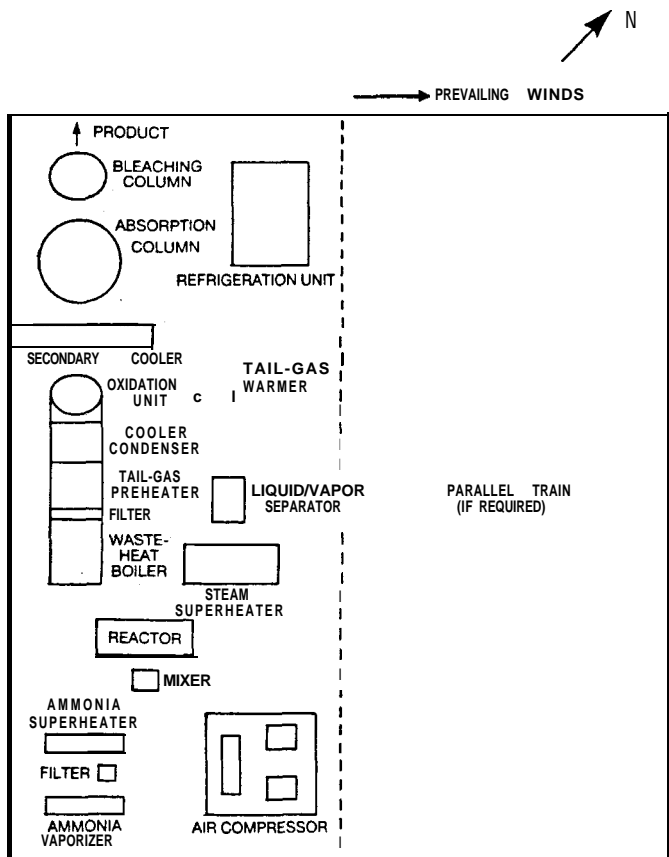 N
PREVAILING WINDS
PRODUCT
BLEACHING
COLUMN
ABSORPTION
COLUMN
REFRIGERATION UNIT
SECONDARY COOLER
TAIL-GAS
WARMER
OXIDATION
UNIT
C I
COOLER
CONDENSER
TAIL-GAS
PREHEATER
LIQUID/VAPOR
SEPARATOR
PARALLEL TRAIN
(IF REQUIRED)
FILTER
WASTE-
HEAT
BOILER
STEAM
SUPERHEATER
REACTOR
MIXER
AMMONIA
SUPERHEATER
FILTER
AMMONIA
VAPORIZER
AIR COMPRESSOR